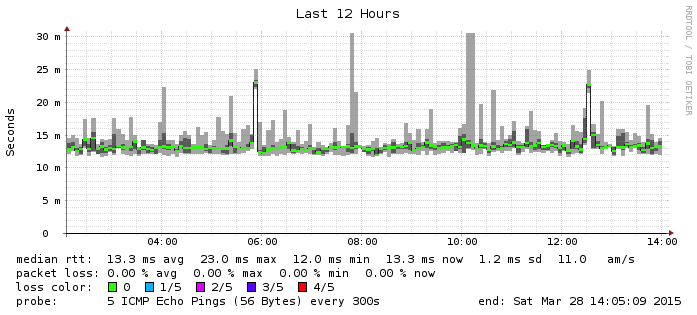 Last 12 Hours
RRDTOOL / TOBI OETIKER
Seconds
30 m
25 m
20 m
15 m
10 m
5 m
0
04:00 06:00 08:00 10:00 12:00 14:00
median rtt: 13.3 ms avg 23.0 ms max 12.0 ms min 13.3 ms now 1.2 ms sd 11.0 am/s
packet loss: 0.00 % avg 0.00 % max 0.00 % min 0.00 % now
loss color: 0 1/5 2/5 3/5 4/5
probe: 5 ICMP Echo Pings (56 Bytes) every 300s end: Sat Mar 28 14:05:09 2015